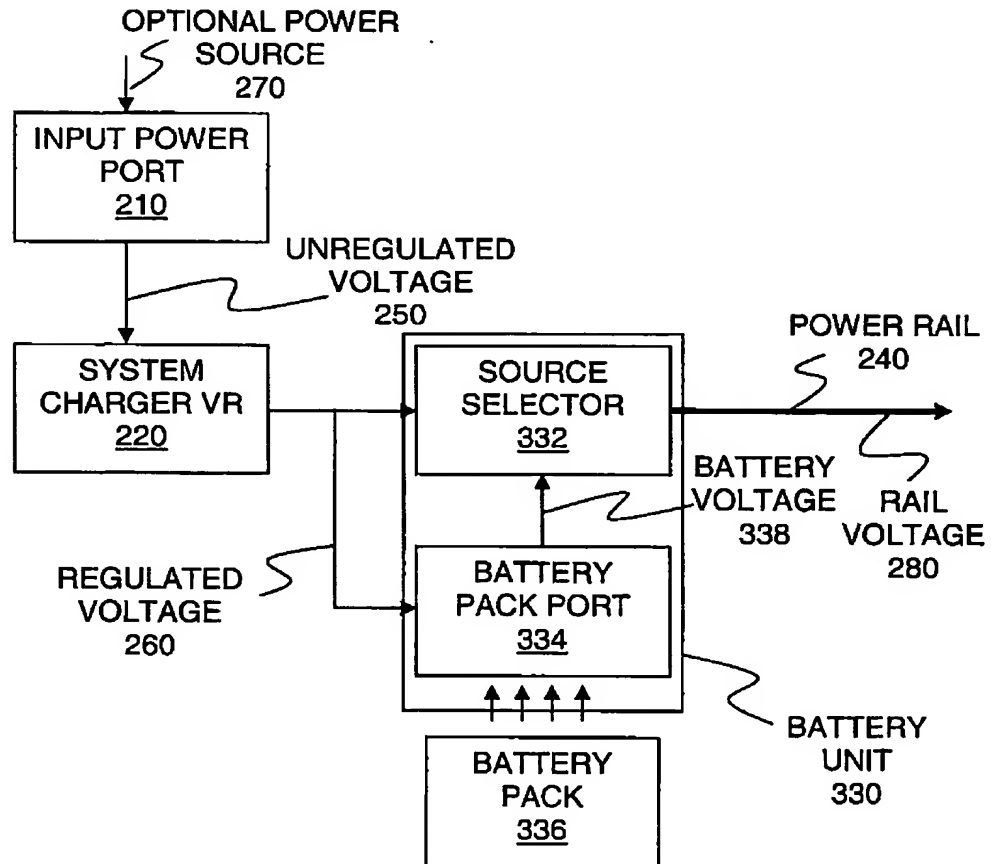 OPTIONAL POWER
SOURCE
270
INPUT POWER
PORT
210
UNREGULATED
VOLTAGE
250
SYSTEM
CHARGER VR
220
SOURCE
SELECTOR
332
POWER RAIL
240
BATTERY
VOLTAGE
338
RAIL
VOLTAGE
280
REGULATED
VOLTAGE
260
BATTERY
PACK PORT
334
BATTERY
UNIT
330
BATTERY
PACK
336